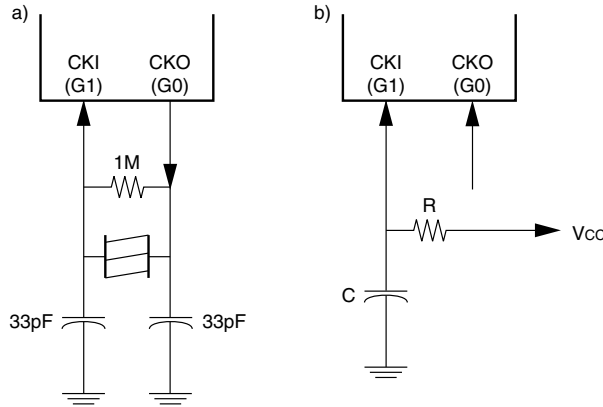 a)
CKI
(G1)
CKO
(G0)
1M
33pF
33pF
b)
CKI
(G1)
CKO
(G0)
R
VCC
C